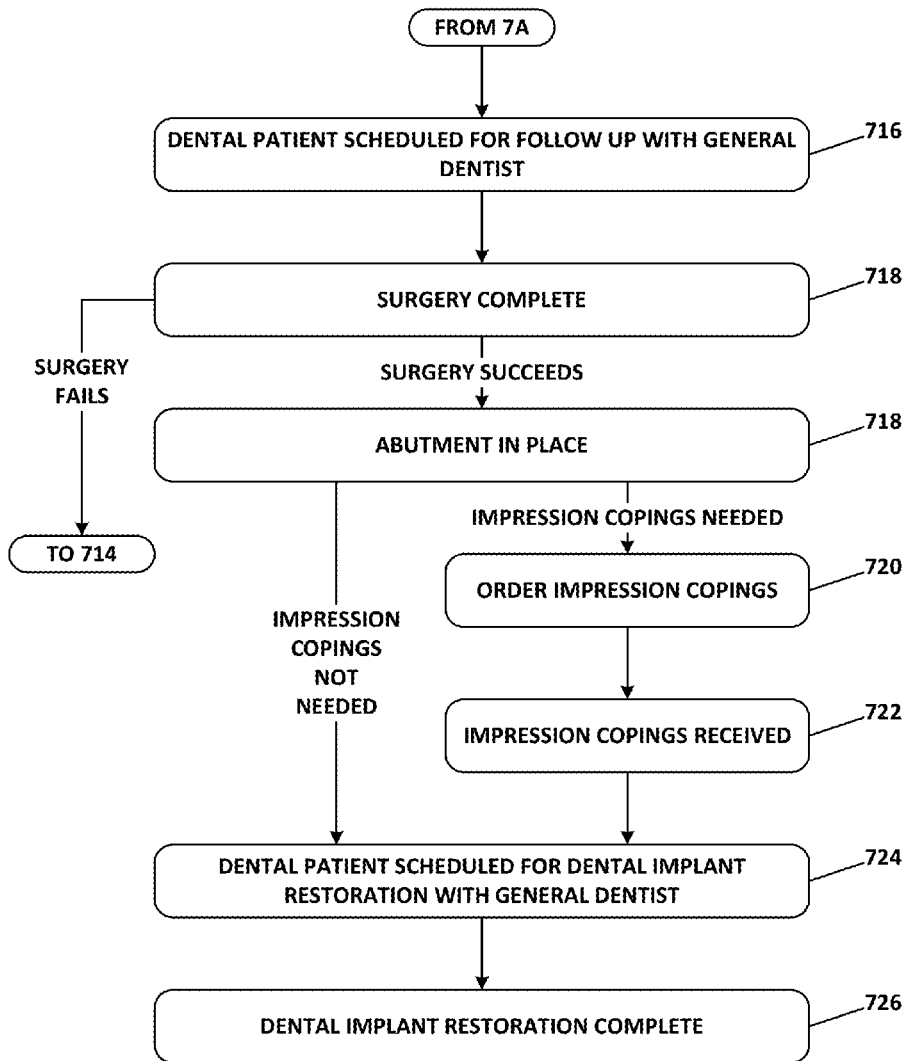 FROM 7A
716
DENTAL PATIENT SCHEDULED FOR FOLLOW UP WITH GENERAL
DENTIST
718
SURGERY COMPLETE
SURGERY
FAILS
SURGERY SUCCEEDS
718
ABUTMENT IN PLACE
IMPRESSION COPINGS NEEDED
TO 714
720
ORDER IMPRESSION COPINGS
IMPRESSION
COPINGS
NOT
NEEDED
722
IMPRESSION COPINGS RECEIVED
724
DENTAL PATIENT SCHEDULED FOR DENTAL IMPLANT
RESTORATION WITH GENERAL DENTIST
726
DENTAL IMPLANT RESTORATION COMPLETE